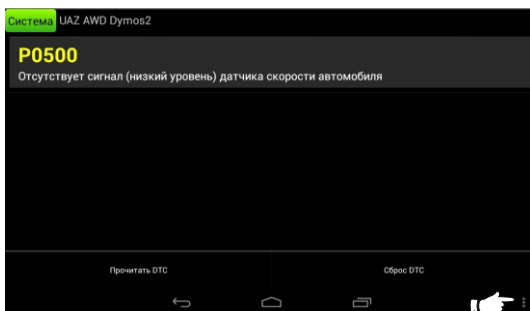 Система UAZ AWD Dymos2
P0500
Отсутствует сигнал (низкий уровень) датчика скорости автомобиля
Прочитать DTC Сброс DTC